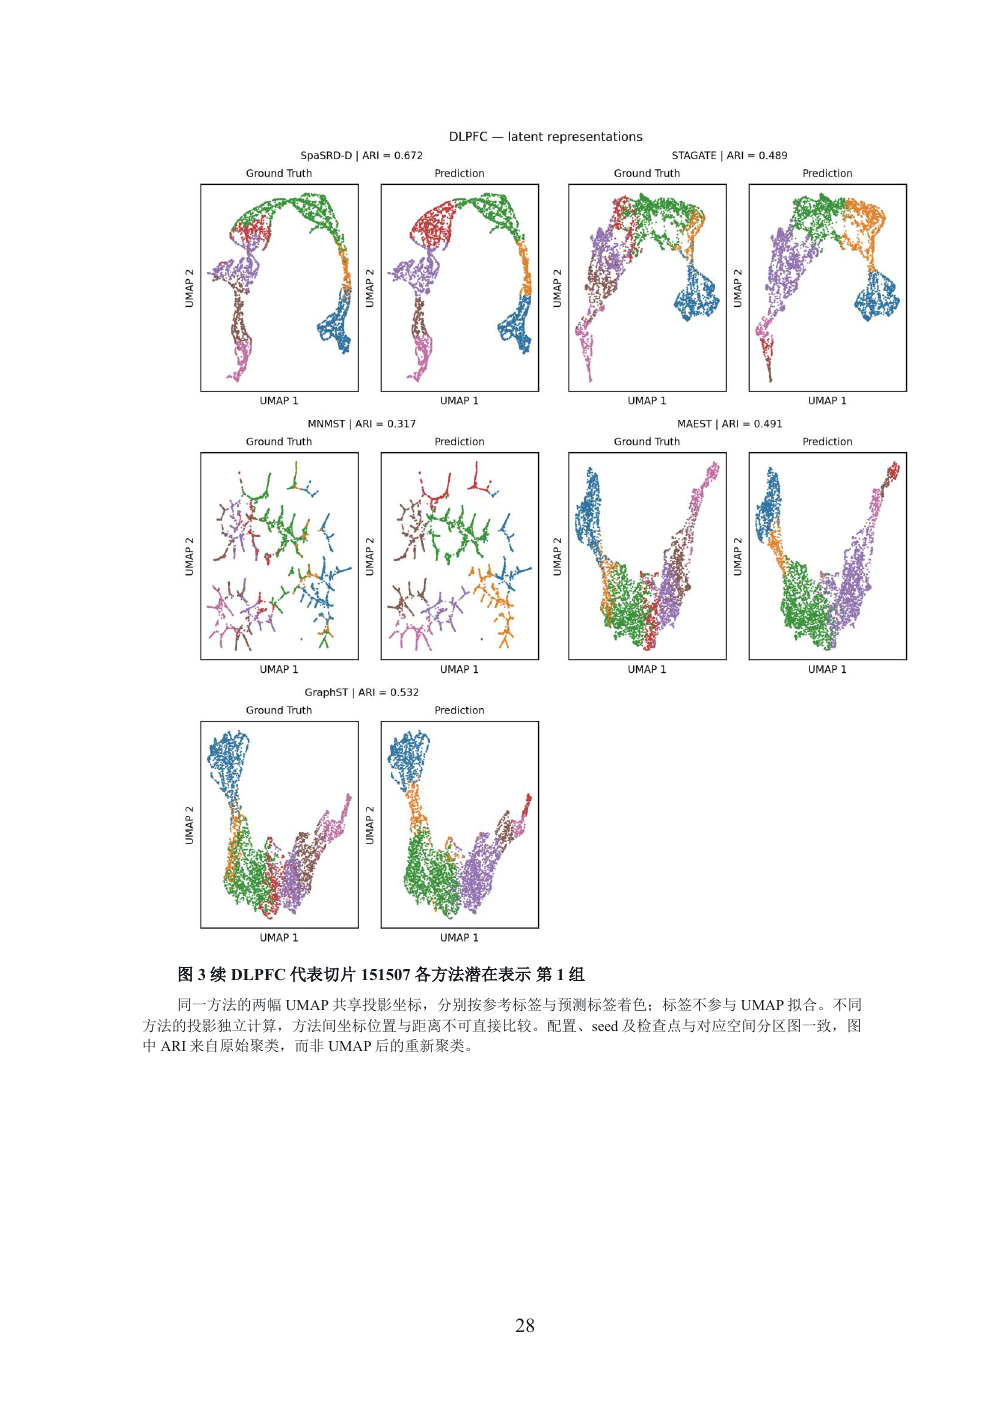 DLPFC — latent representations
SpaSRD-D | ARI = 0.672
STAGATE | ARI = 0.489
Ground Truth
Prediction
Ground Truth
Prediction
UMAP 2
UMAP 2
UMAP 2
UMAP 2
UMAP 1
UMAP 1
UMAP 1
UMAP 1
MNMST | ARI = 0.317
MAEST | ARI = 0.491
Ground Truth
Prediction
Ground Truth
Prediction
UMAP 2
UMAP 2
UMAP 2
UMAP 2
UMAP 1
UMAP 1
UMAP 1
UMAP 1
GraphST | ARI = 0.532
Ground Truth
Prediction
UMAP 2
UMAP 2
UMAP 1
UMAP 1
图 3 续 DLPFC 代表切片 151507 各方法潜在表示 第 1 组
同一方法的两幅 UMAP 共享投影坐标，分别按参考标签与预测标签着色；标签不参与 UMAP 拟合。不同
方法的投影独立计算，方法间坐标位置与距离不可直接比较。配置、seed 及检查点与对应空间分区图一致，图
中 ARI 来自原始聚类，而非 UMAP 后的重新聚类。
28